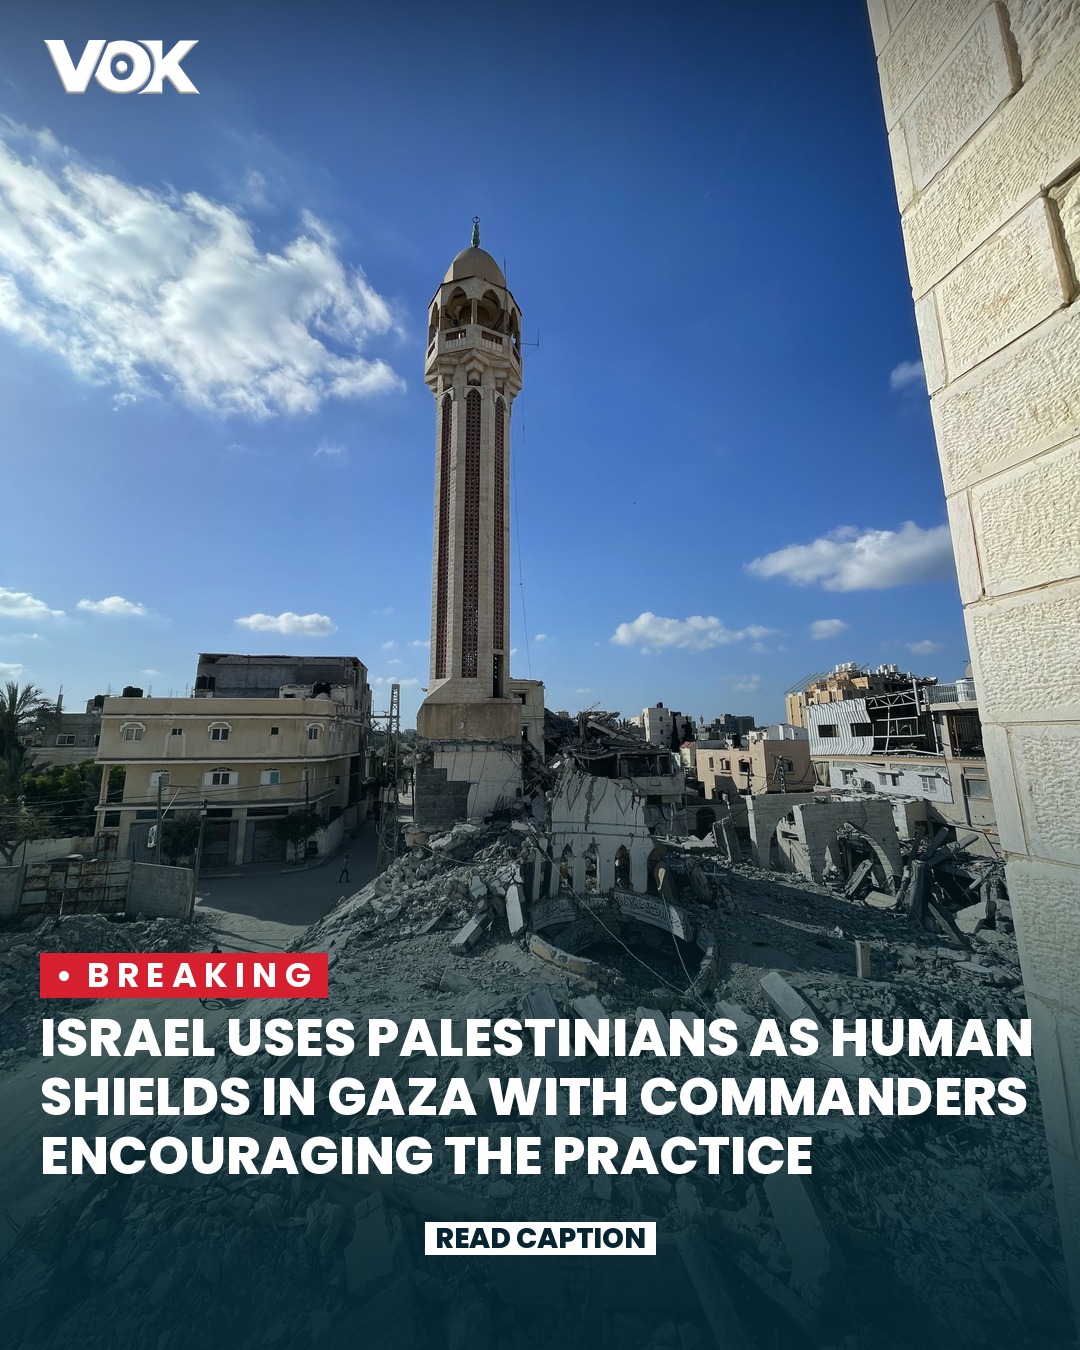 VOK
• BREAKING
ISRAEL USES PALESTINIANS AS HUMAN
SHIELDS IN GAZA WITH COMMANDERS
ENCOURAGING THE PRACTICE
READ CAPTION